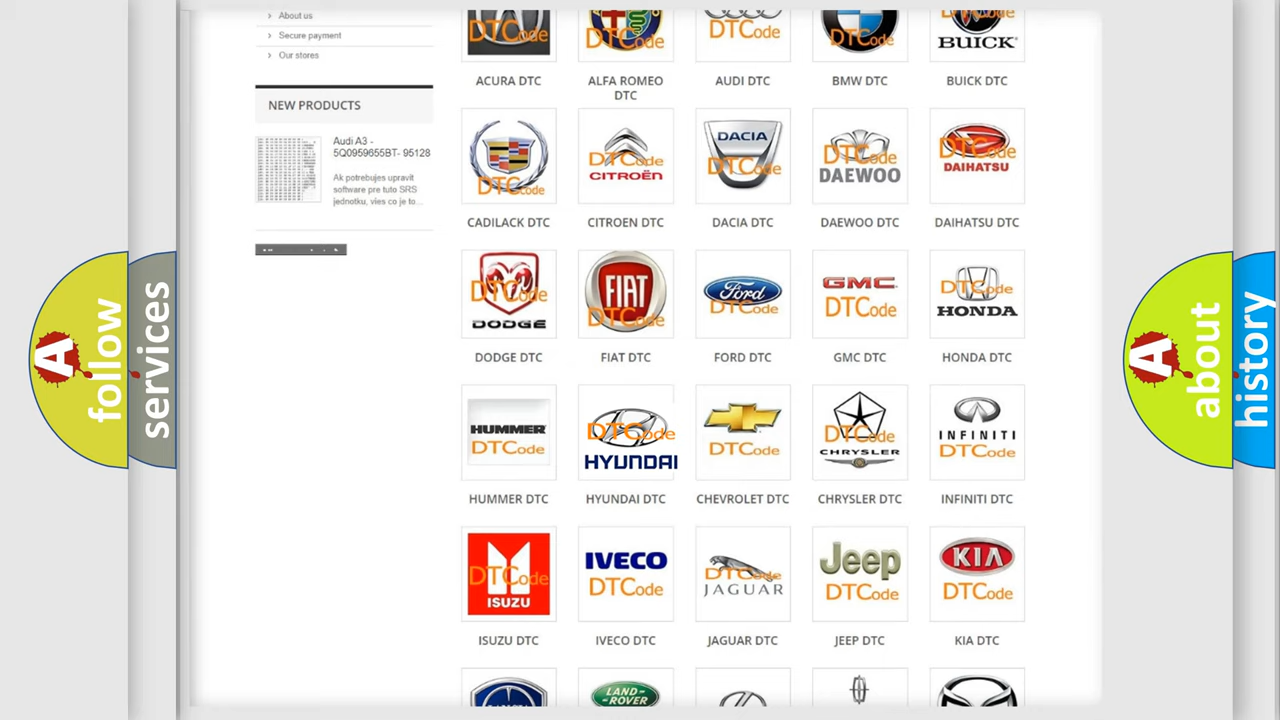 About us
Secure payment
Our stores
NEW PRODUCTS
Audi A3 -
5Q0959655BT- 95128
Ak potrebujes upravit
software pre tuto SRS
jednotku, vies co je to...
DTCode
DTCode
DTCode
DTCode
BUICK
ACURA DTC
ALFA ROMEO
DTC
AUDI DTC
BMW DTC
BUICK DTC
DTCode
DTCode
CITROËN
DACIA
DTCode
DTCode
DAEWOO
DTCode
DAIHATSU
CADILACK DTC
CITROEN DTC
DACIA DTC
DAEWOO DTC
DAIHATSU DTC
DTCode
DODGE
FIAT
DTCode
Ford
DTCode
GMC
DTCode
DTCode
HONDA
DODGE DTC
FIAT DTC
FORD DTC
GMC DTC
HONDA DTC
HUMMER
DTCode
DTCode
HYUNDAI
DTCode
DTCode
CHRYSLER
INFINITI
DTCode
HUMMER DTC
HYUNDAI DTC
CHEVROLET DTC
CHRYSLER DTC
INFINITI DTC
DTCode
ISUZU
IVECO
DTCode
DTCode
JAGUAR
Jeep
DTCode
KIA
DTCode
ISUZU DTC
IVECO DTC
JAGUAR DTC
JEEP DTC
KIA DTC
LAND-
ROVER
A
follow
services
A
about
history